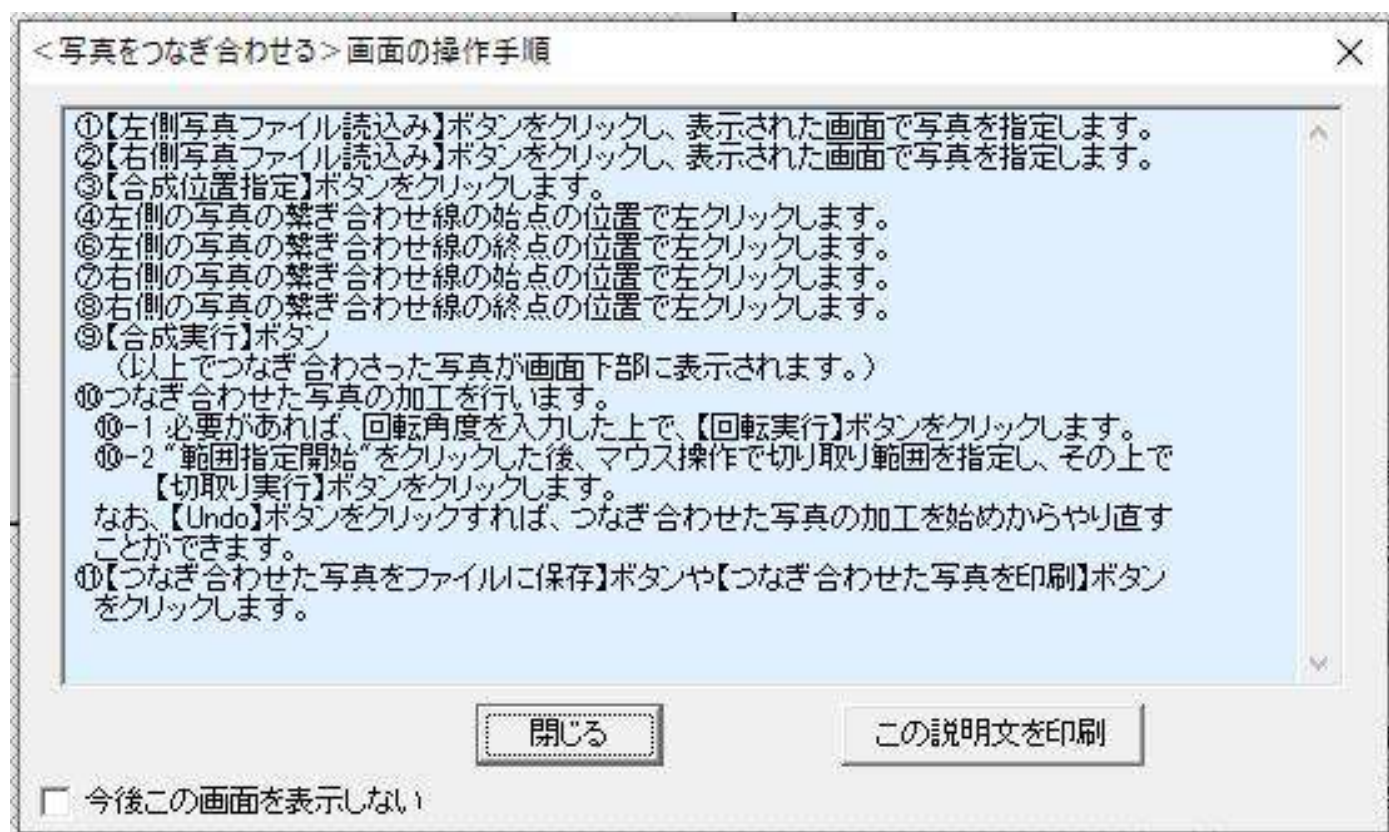 <写真をつなぎ合わせる>画面の操作手順
①【左側写真ファイル読込み】ボタンをクリックし、表示された画面で写真を指定します。
②【右側写真ファイル読込み】ボタンをクリックし、表示された画面で写真を指定します。
③【合成位置指定】ボタンをクリックします。
④左側の写真の繋ぎ合わせ線の始点の位置で左クリックします。
⑥左側の写真の繋ぎ合わせ線の終点の位置で左クリックします。
⑦右側の写真の繋ぎ合わせ線の始点の位置で左クリックします。
⑧右側の写真の繋ぎ合わせ線の終点の位置で左クリックします。
⑨【合成実行】ボタン
（以上でつなぎ合わさった写真が画面下部に表示されます。）
⑩つなぎ合わせた写真の加工を行います。
⑩-1 必要があれば、回転角度を入力した上で、【回転実行】ボタンをクリックします。
⑩-2 "範囲指定開始"をクリックした後、マウス操作で切り取り範囲を指定し、その上で
【切取り実行】ボタンをクリックします。
なお、【Undo】ボタンをクリックすれば、つなぎ合わせた写真の加工を始めからやり直す
ことができます。
⑪【つなぎ合わせた写真をファイルに保存】ボタンや【つなぎ合わせた写真を印刷】ボタン
をクリックします。
閉じる
この説明文を印刷
今後この画面を表示しない